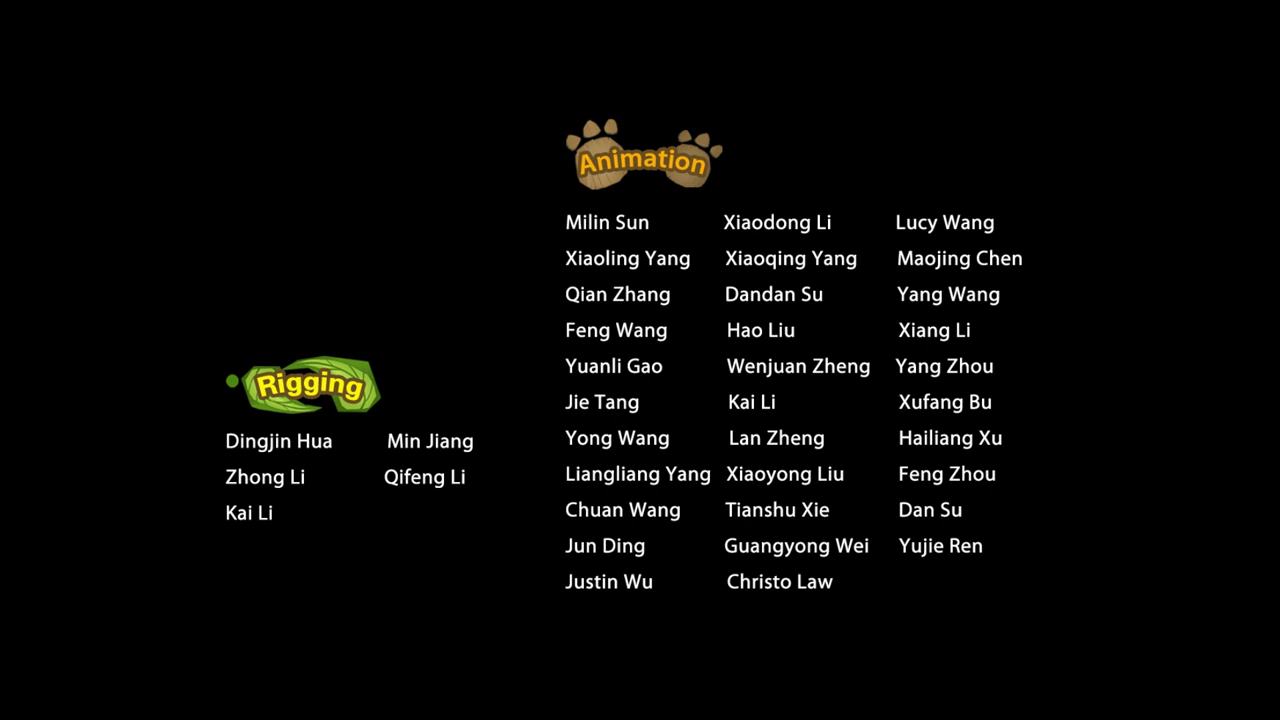 Rigging
Dingjin Hua Min Jiang
Zhong Li Qifeng Li
Kai Li
Animation
Milin Sun Xiaodong Li Lucy Wang
Xiaoling Yang Xiaoqing Yang Maojing Chen
Qian Zhang Dandan Su Yang Wang
Feng Wang Hao Liu Xiang Li
Yuanli Gao Wenjuan Zheng Yang Zhou
Jie Tang Kai Li Xufang Bu
Yong Wang Lan Zheng Hailiang Xu
Liangliang Yang Xiaoyong Liu Feng Zhou
Chuan Wang Tianshu Xie Dan Su
Jun Ding Guangyong Wei Yujie Ren
Justin Wu Christo Law